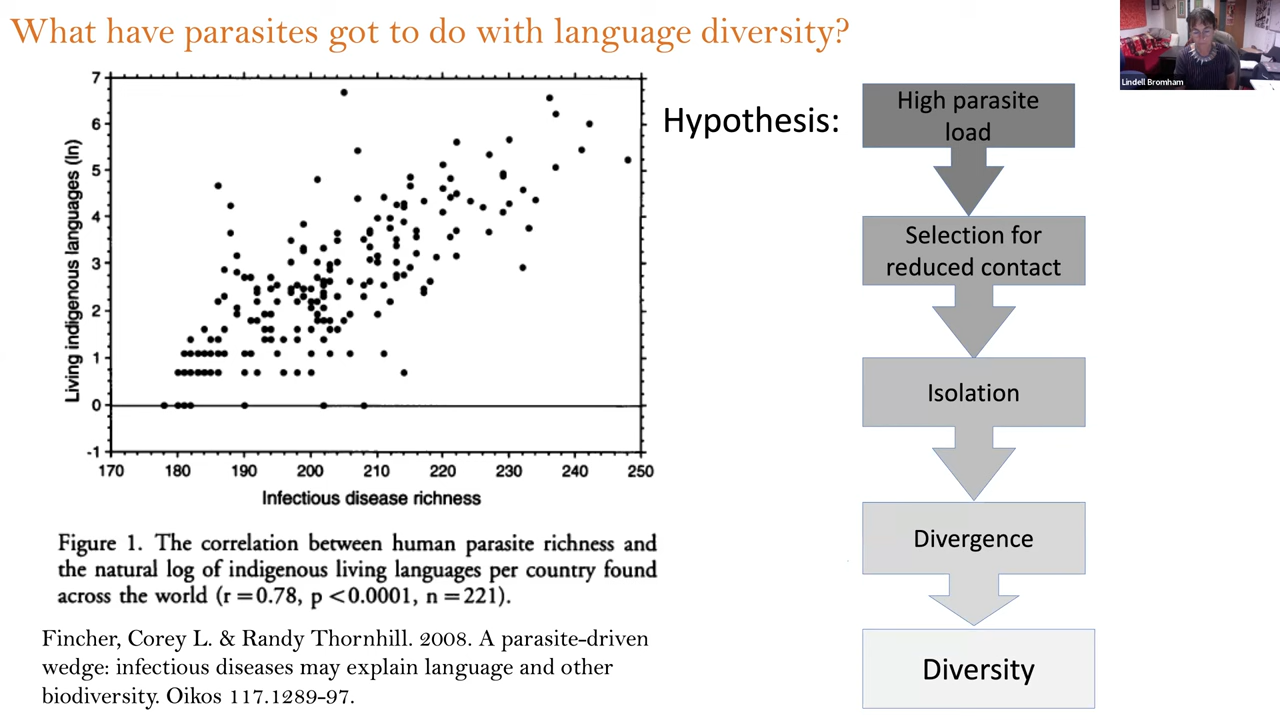 What have parasites got to do with language diversity?
Lindell Bromham
7
6
5
4
3
2
1
0
-1
Living indigenous languages (ln)
170 180 190 200 210 220 230 240 250
Infectious disease richness
Figure 1. The correlation between human parasite richness and
the natural log of indigenous living languages per country found
across the world (r = 0.78, p < 0.0001, n = 221).
Fincher, Corey L. & Randy Thornhill. 2008. A parasite-driven
wedge: infectious diseases may explain language and other
biodiversity. Oikos 117.1289-97.
Hypothesis:
High parasite
load
Selection for
reduced contact
Isolation
Divergence
Diversity